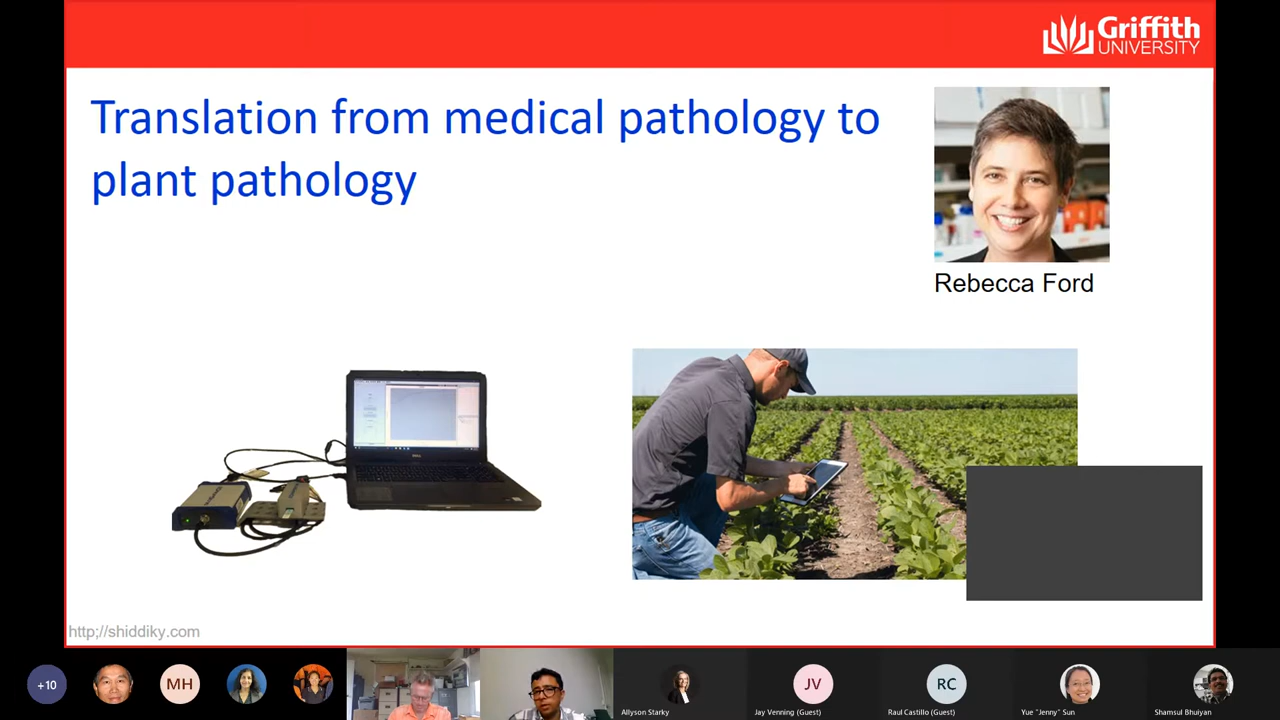 Griffith
UNIVERSITY
Translation from medical pathology to
plant pathology
Rebecca Ford
http;//shiddiky.com
+10
MH
JV
RC
Allyson Starky
Jay Venning (Guest)
Raul Castillo (Guest)
Yue "Jenny" Sun
Shamsul Bhuiyan